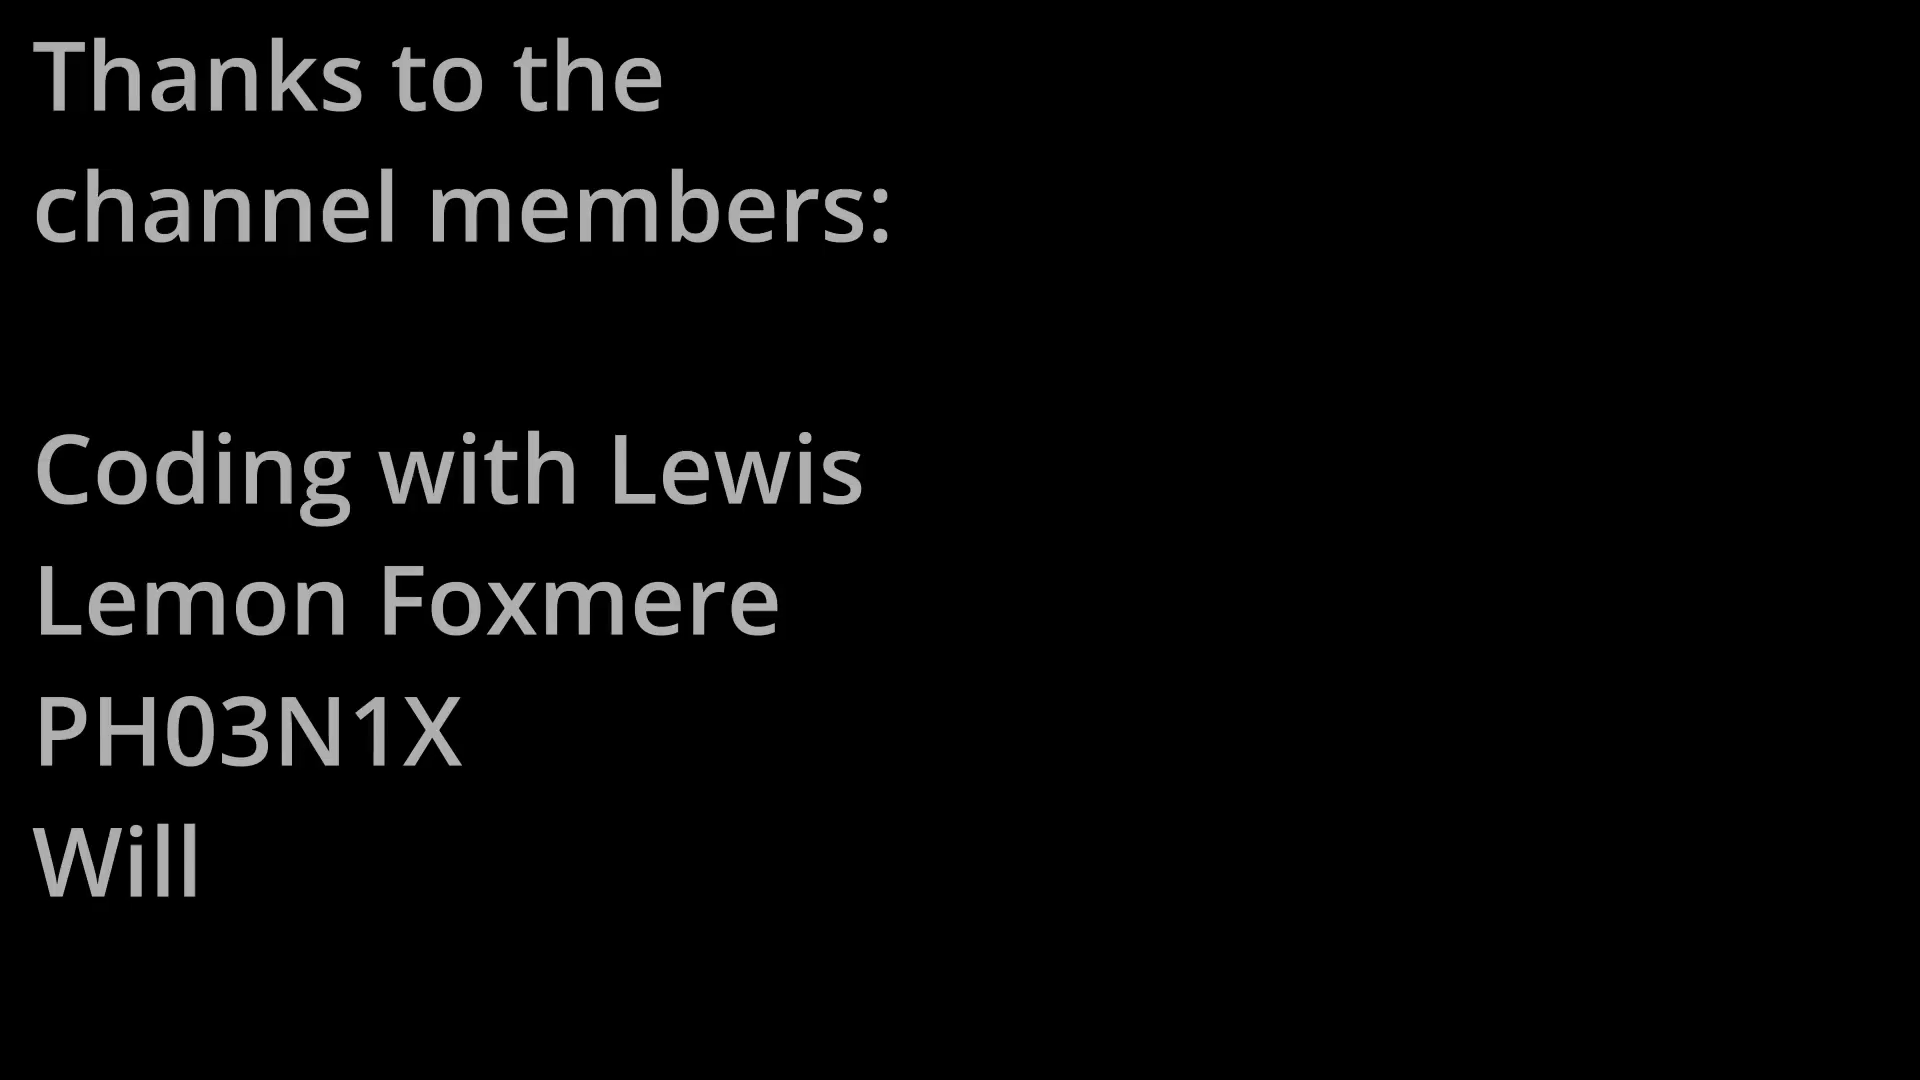 Thanks to the
channel members:
Coding with Lewis
Lemon Foxmere
PH03N1X
Will